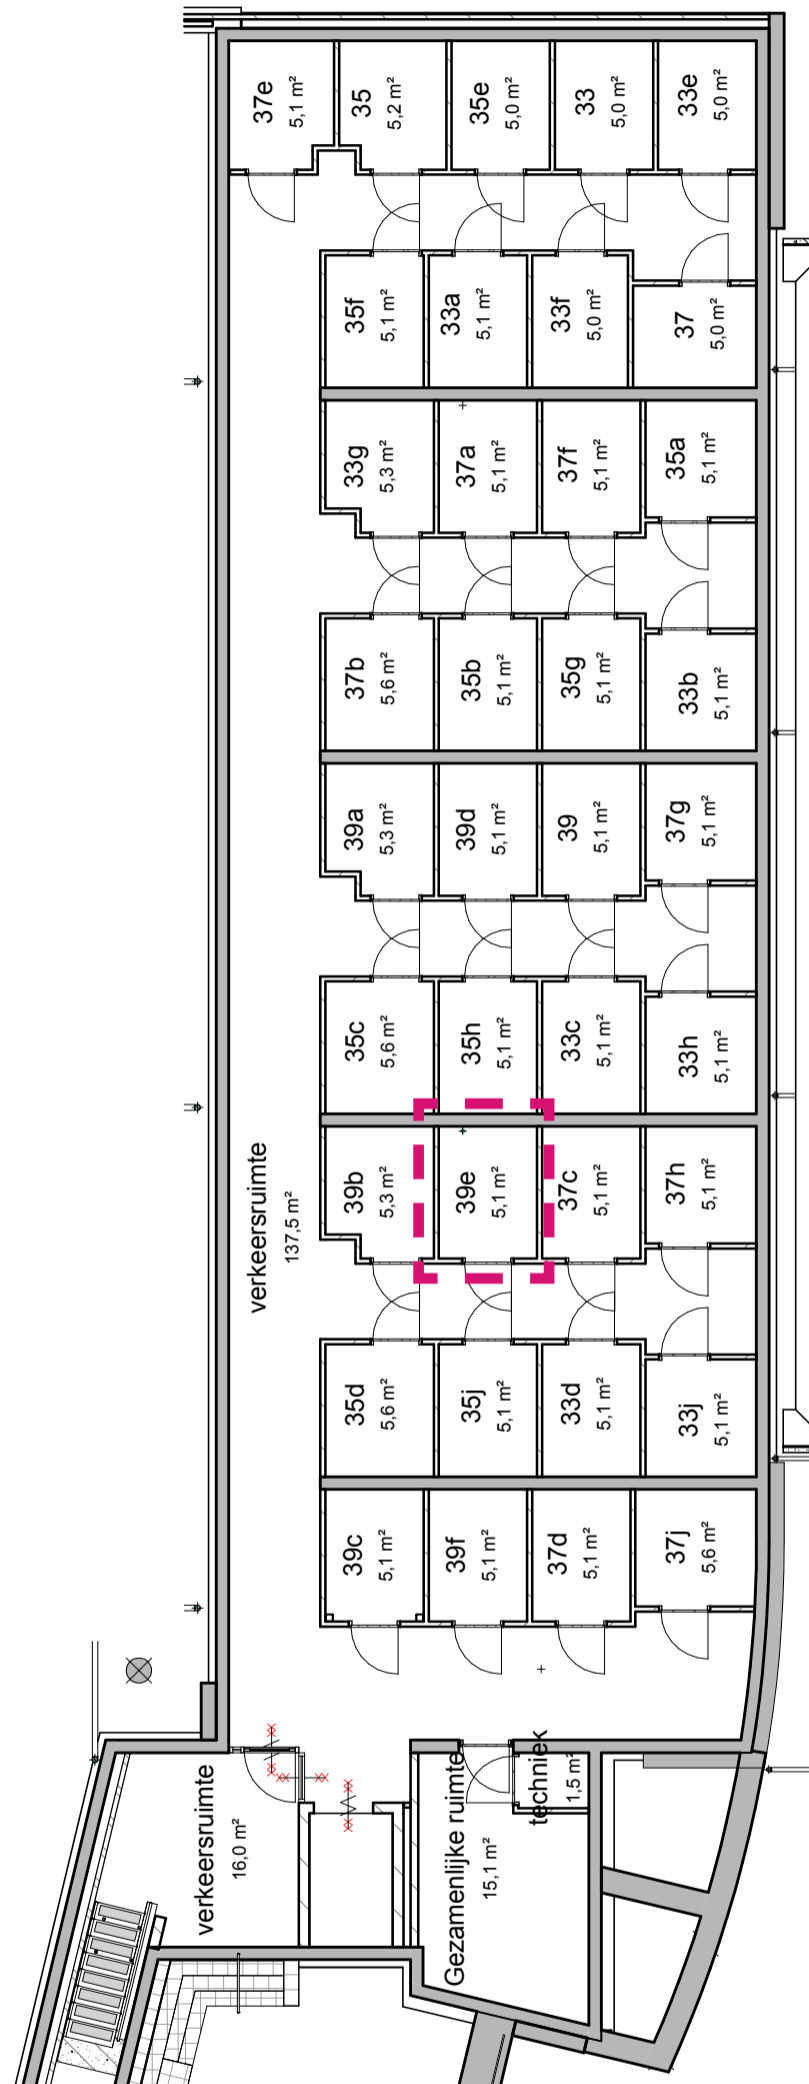 37e
5,1 m²
35
5,2 m²
35e
5,0 m²
33
5,0 m²
33e
5,0 m²
35f
5,1 m²
33a
5,1 m²
33f
5,0 m²
37
5,0 m²
33g
5,3 m²
37a
5,1 m²
37f
5,1 m²
35a
5,1 m²
37b
5,6 m²
35b
5,1 m²
35g
5,1 m²
33b
5,1 m²
39a
5,3 m²
39d
5,1 m²
39
5,1 m²
37g
5,1 m²
35c
5,6 m²
35h
5,1 m²
33c
5,1 m²
33h
5,1 m²
verkeersruimte
137,5 m²
39b
5,3 m²
39e
5,1 m²
37c
5,1 m²
37h
5,1 m²
35d
5,6 m²
35j
5,1 m²
33d
5,1 m²
33j
5,1 m²
39c
5,1 m²
39f
5,1 m²
37d
5,1 m²
37j
5,6 m²
verkeersruimte
16,0 m²
Gezamenlijke ruimte
15,1 m²
techniek
1,5 m²